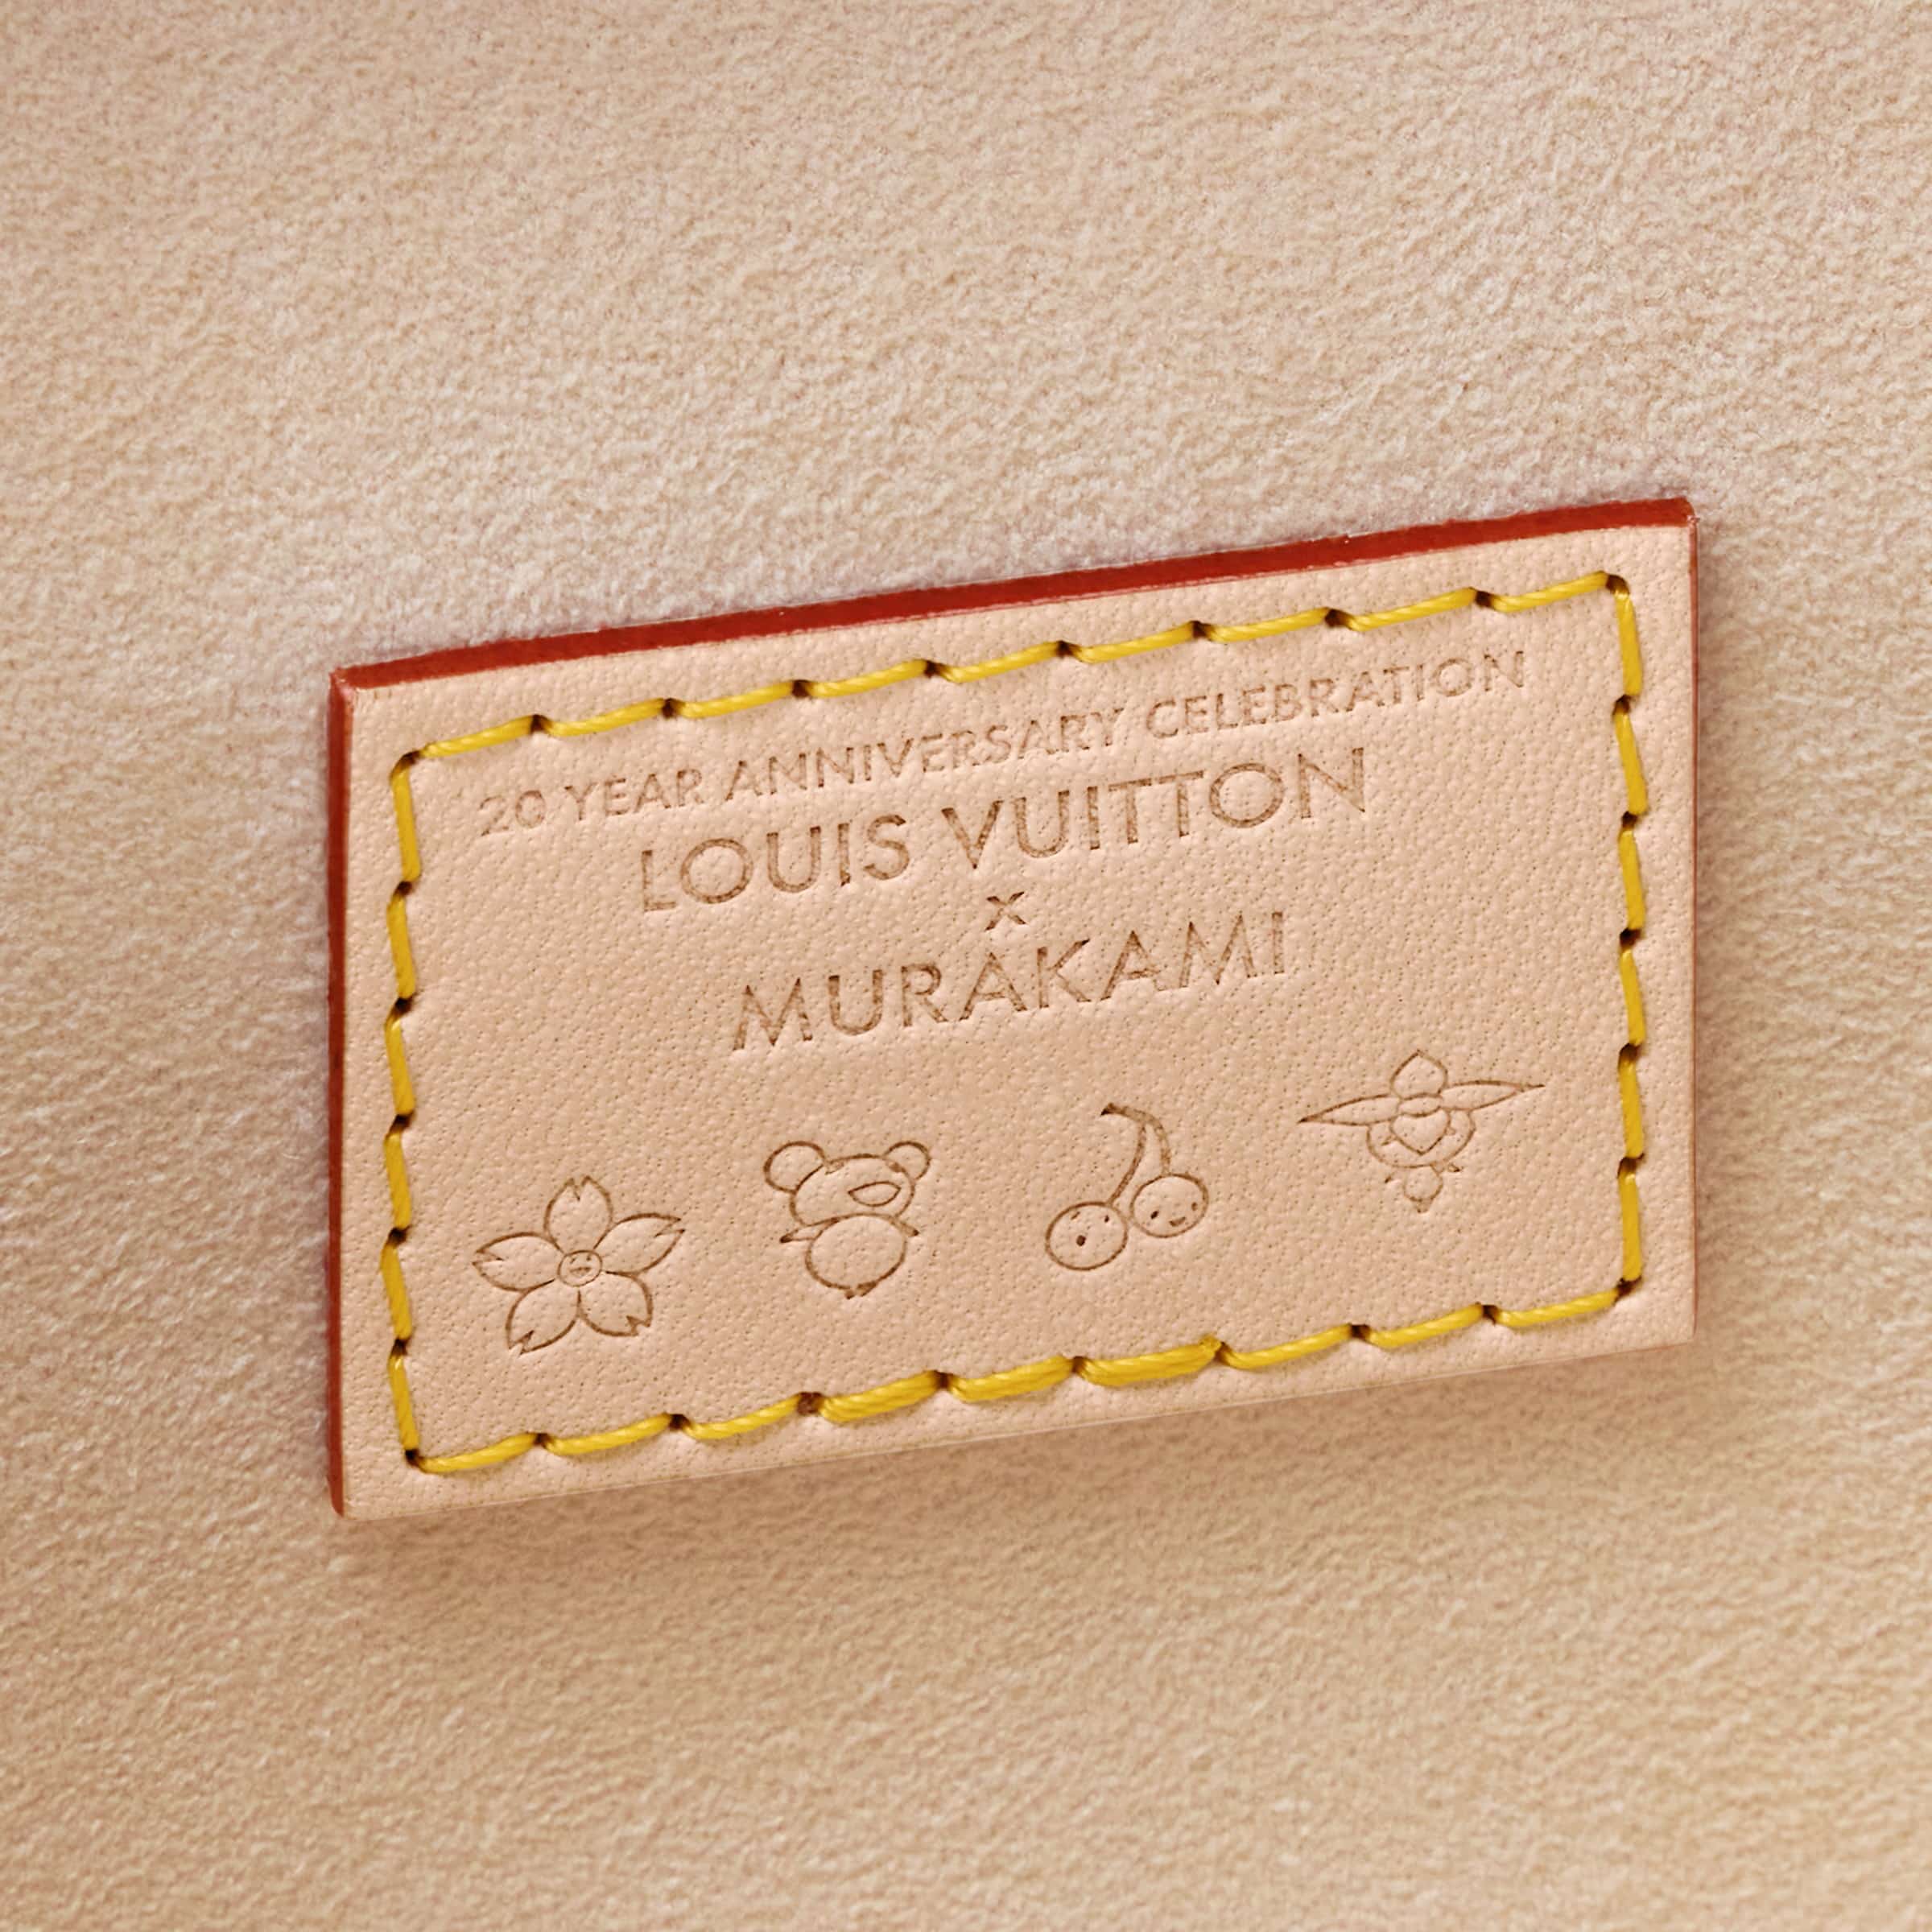 20 YEAR ANNIVERSARY CELEBRATION
LOUIS VUITTON
x
MURAKAMI